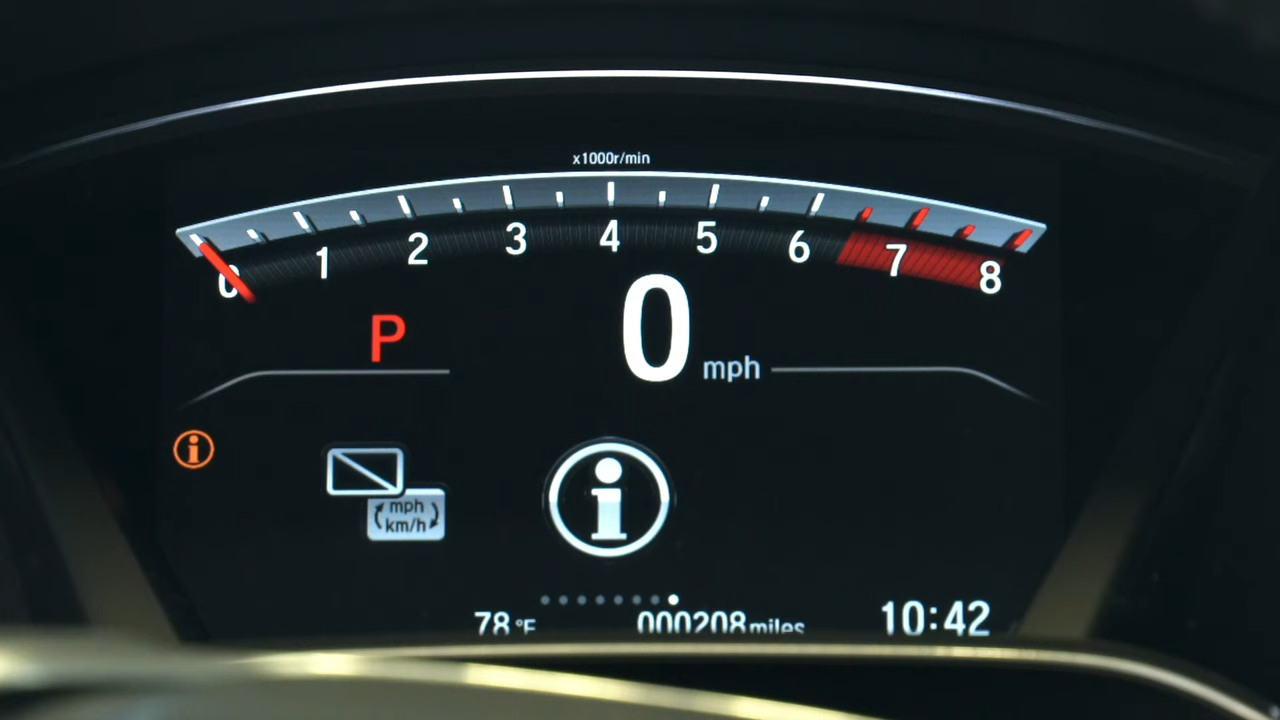 x1000r/min
0 1 2 3 4 5 6 7 8
P
0 mph
i
mph
km/h
i
78 °F 000208 miles 10:42